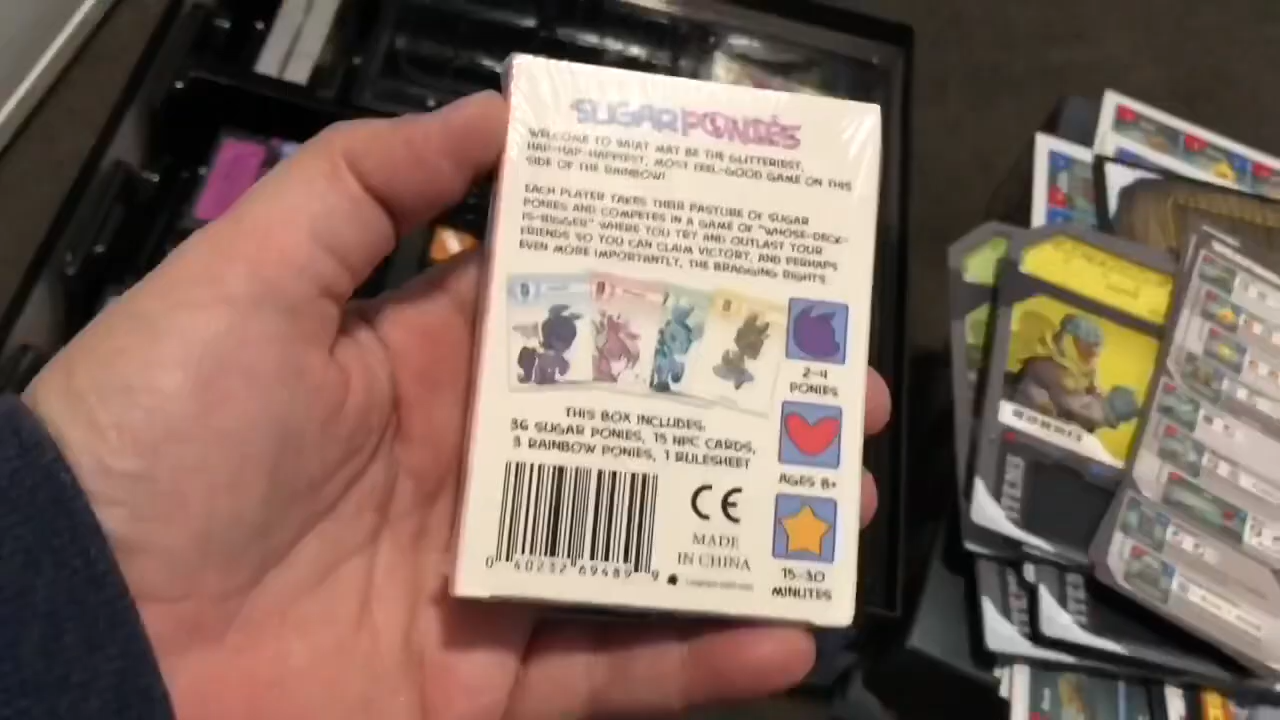 SUGAR PONIES
WELCOME TO WHAT MAY BE THE GLITTERIEST,
HAP-HAP-HAPPIEST, MOST FEEL-GOOD GAME ON THIS
SIDE OF THE RAINBOW!
EACH PLAYER TAKES THEIR PASTURE OF SUGAR
PONIES AND COMPETES IN A GAME OF "WHOSE-DECK-
IS-BIGGER" WHERE YOU TRY AND OUTLAST YOUR
FRIENDS SO YOU CAN CLAIM VICTORY, AND PERHAPS
EVEN MORE IMPORTANTLY, THE BRAGGING RIGHTS.
2-4
PONIES
THIS BOX INCLUDES:
36 SUGAR PONIES, 15 NPC CARDS,
3 RAINBOW PONIES, 1 RULESHEET
AGES 8+
CE
MADE
IN CHINA
0 40232 69489 9
15-30
MINUTES